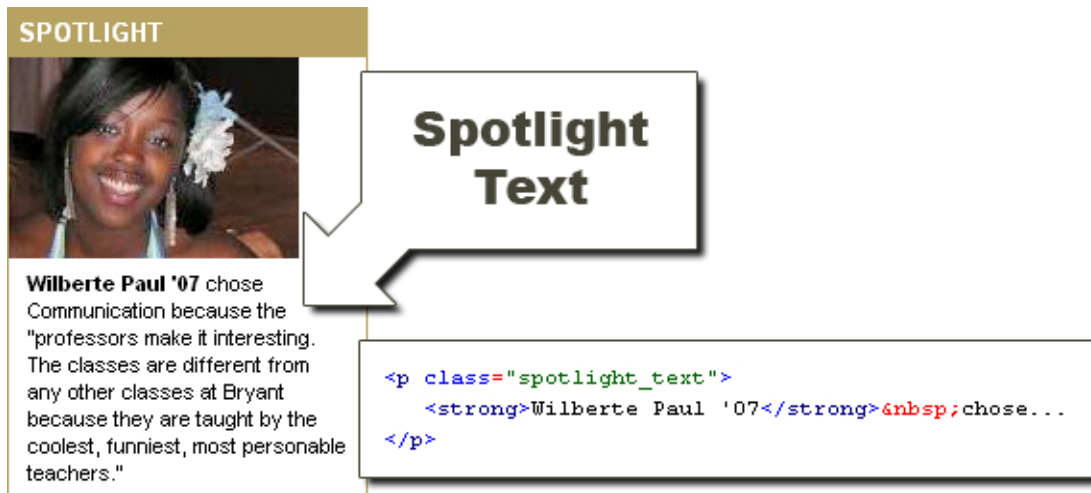 SPOTLIGHT
Spotlight
Text
Wilberte Paul '07 chose
Communication because the
"professors make it interesting.
The classes are different from
any other classes at Bryant
because they are taught by the
coolest, funniest, most personable
teachers."
<p class="spotlight_text">
<strong>Wilberte Paul '07</strong>&nbsp;chose...
</p>